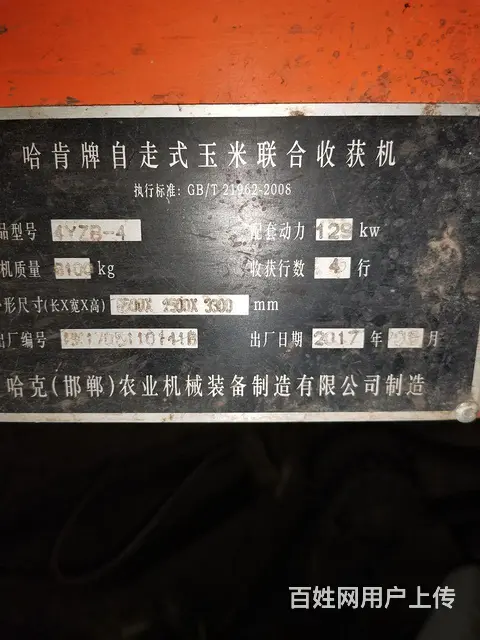 哈肯牌自走式玉米联合收获机
执行标准: GB/T 21962-2008
品型号 4YZB-4 配套动力 129 kw
机质量 kg 收获行数 4 行
形尺寸(长X宽X高) 2500X 3300 mm
出厂编号 出厂日期 2017 年 月
哈克(邯郸)农业机械装备制造有限公司制造
百姓网用户上传